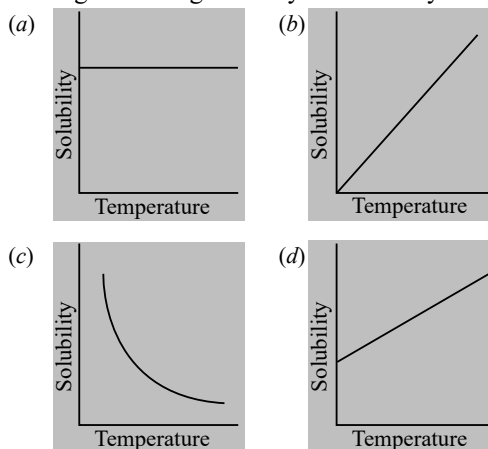 (a)
Solubility
Temperature
(b)
Solubility
Temperature
(c)
Solubility
Temperature
(d)
Solubility
Temperature